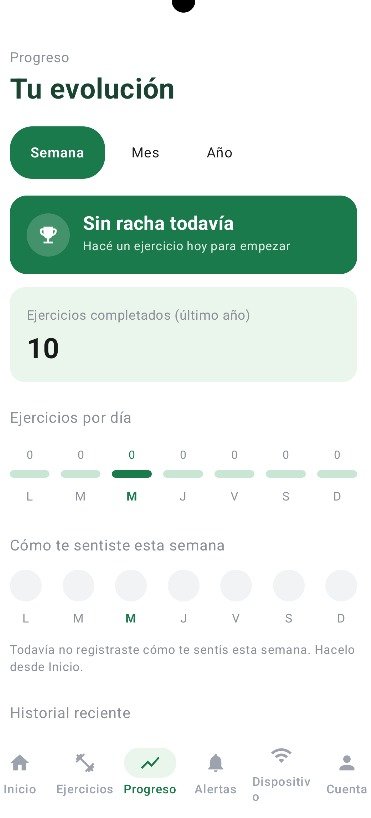 Progreso
Tu evolución
Semana Mes Año
Sin racha todavía
Hacé un ejercicio hoy para empezar
Ejercicios completados (último año)
10
Ejercicios por día
0 0 0 0 0 0 0
L M M J V S D
Cómo te sentiste esta semana
L M M J V S D
Todavía no registraste cómo te sentís esta semana. Hacelo
desde Inicio.
Historial reciente
Inicio Ejercicios Progreso Alertas Dispositiv
o Cuenta